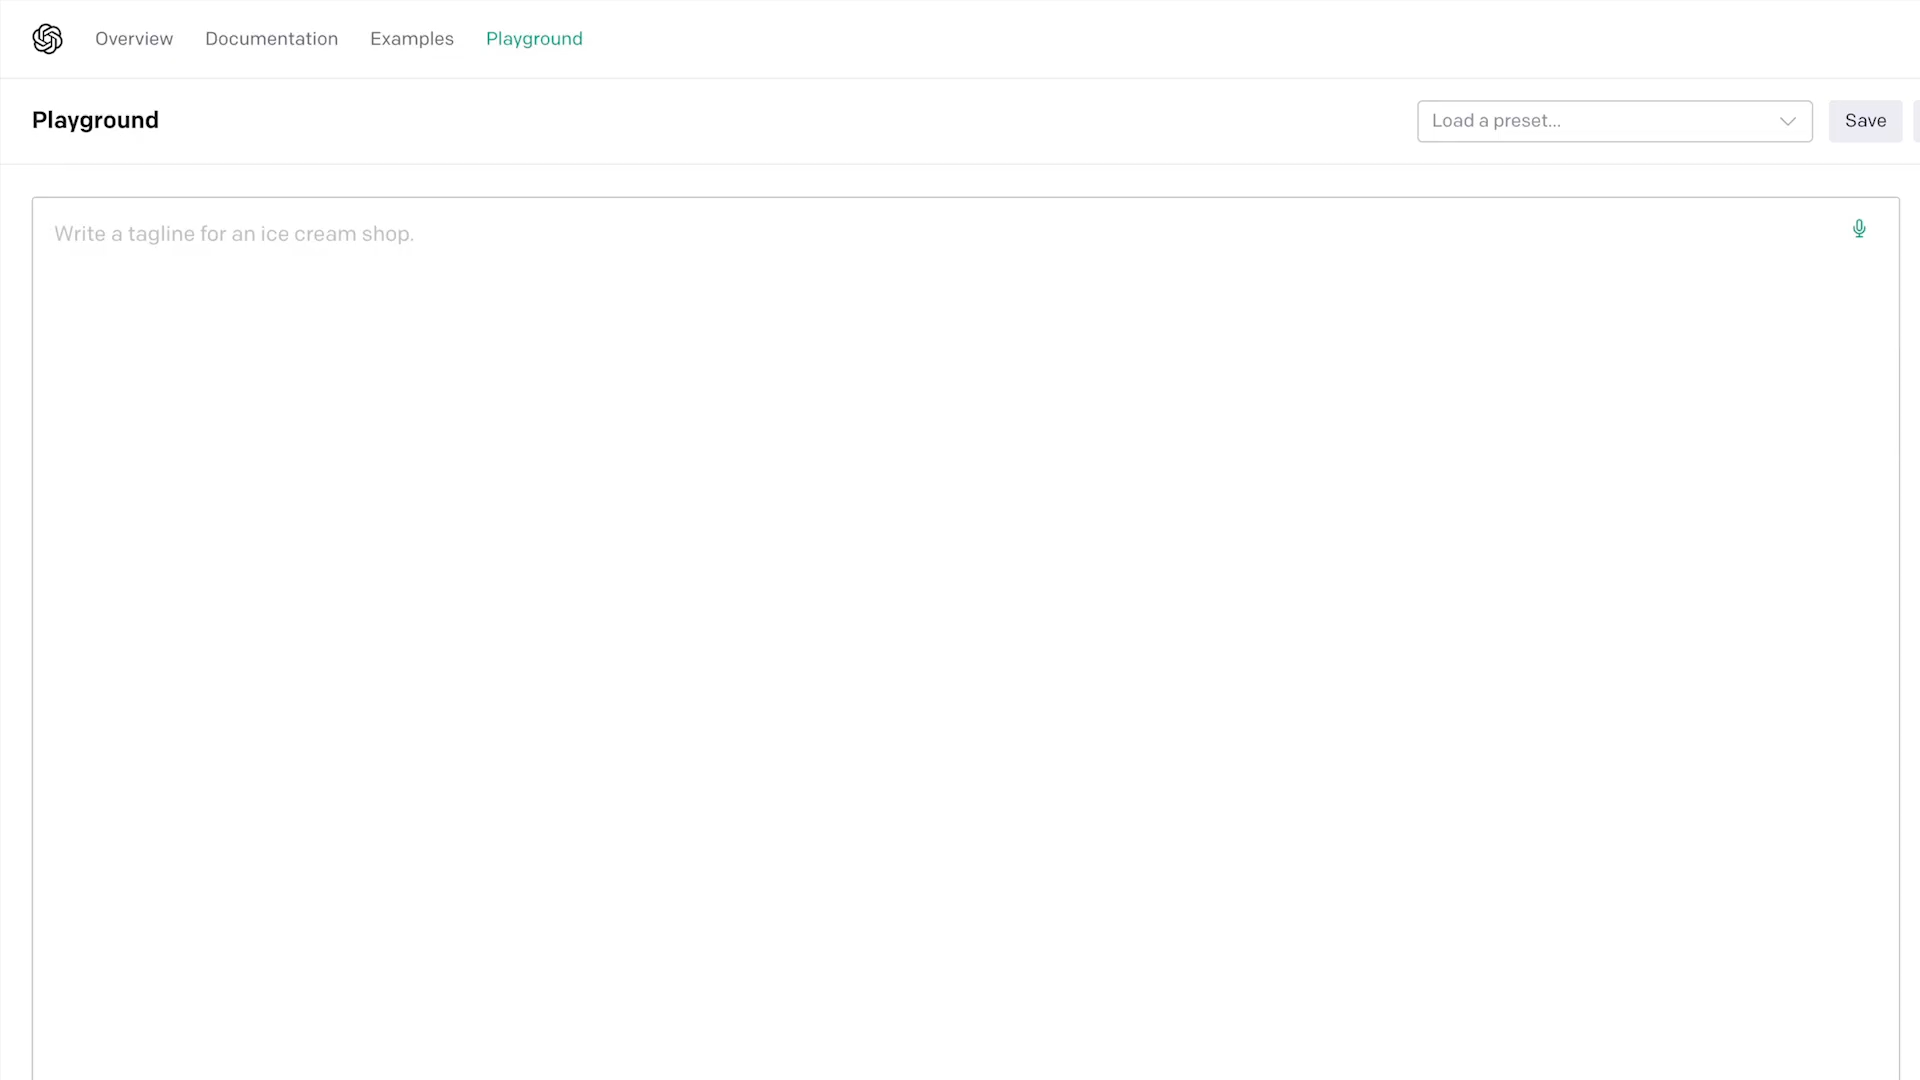 Overview Documentation Examples Playground
Playground
Load a preset... Save
Write a tagline for an ice cream shop.